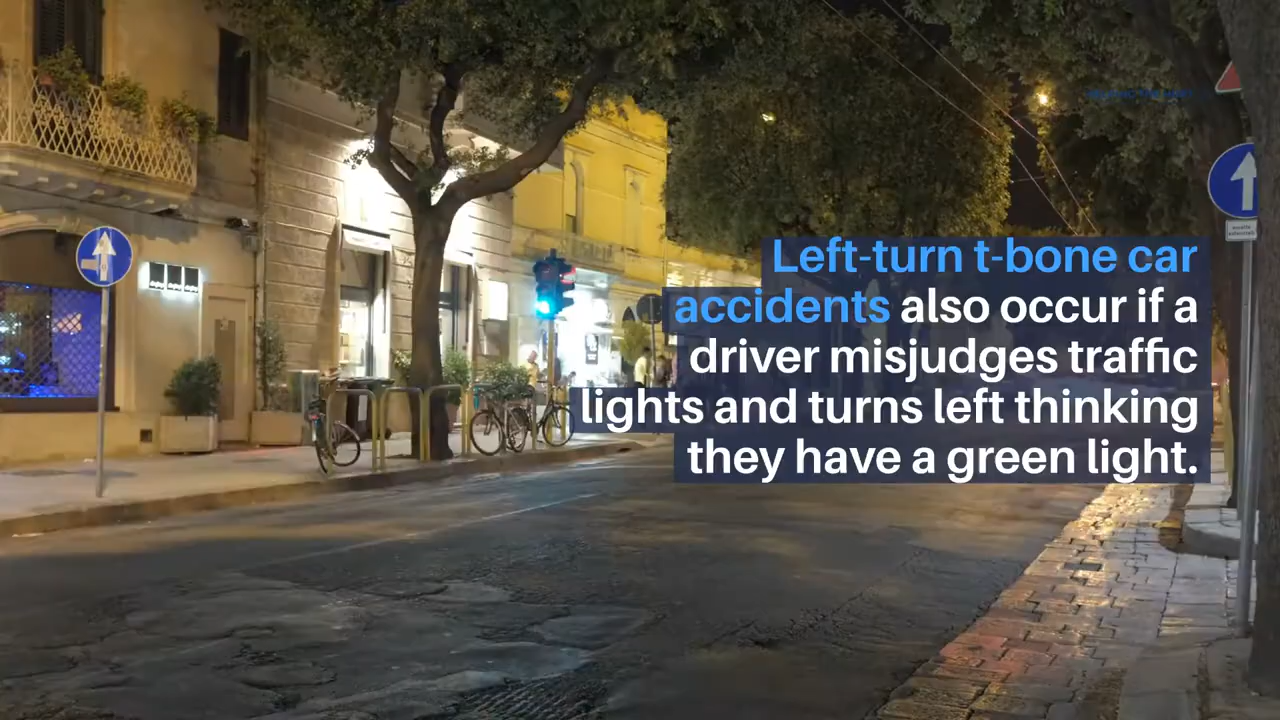 Left-turn t-bone car
accidents also occur if a
driver misjudges traffic
lights and turns left thinking
they have a green light.